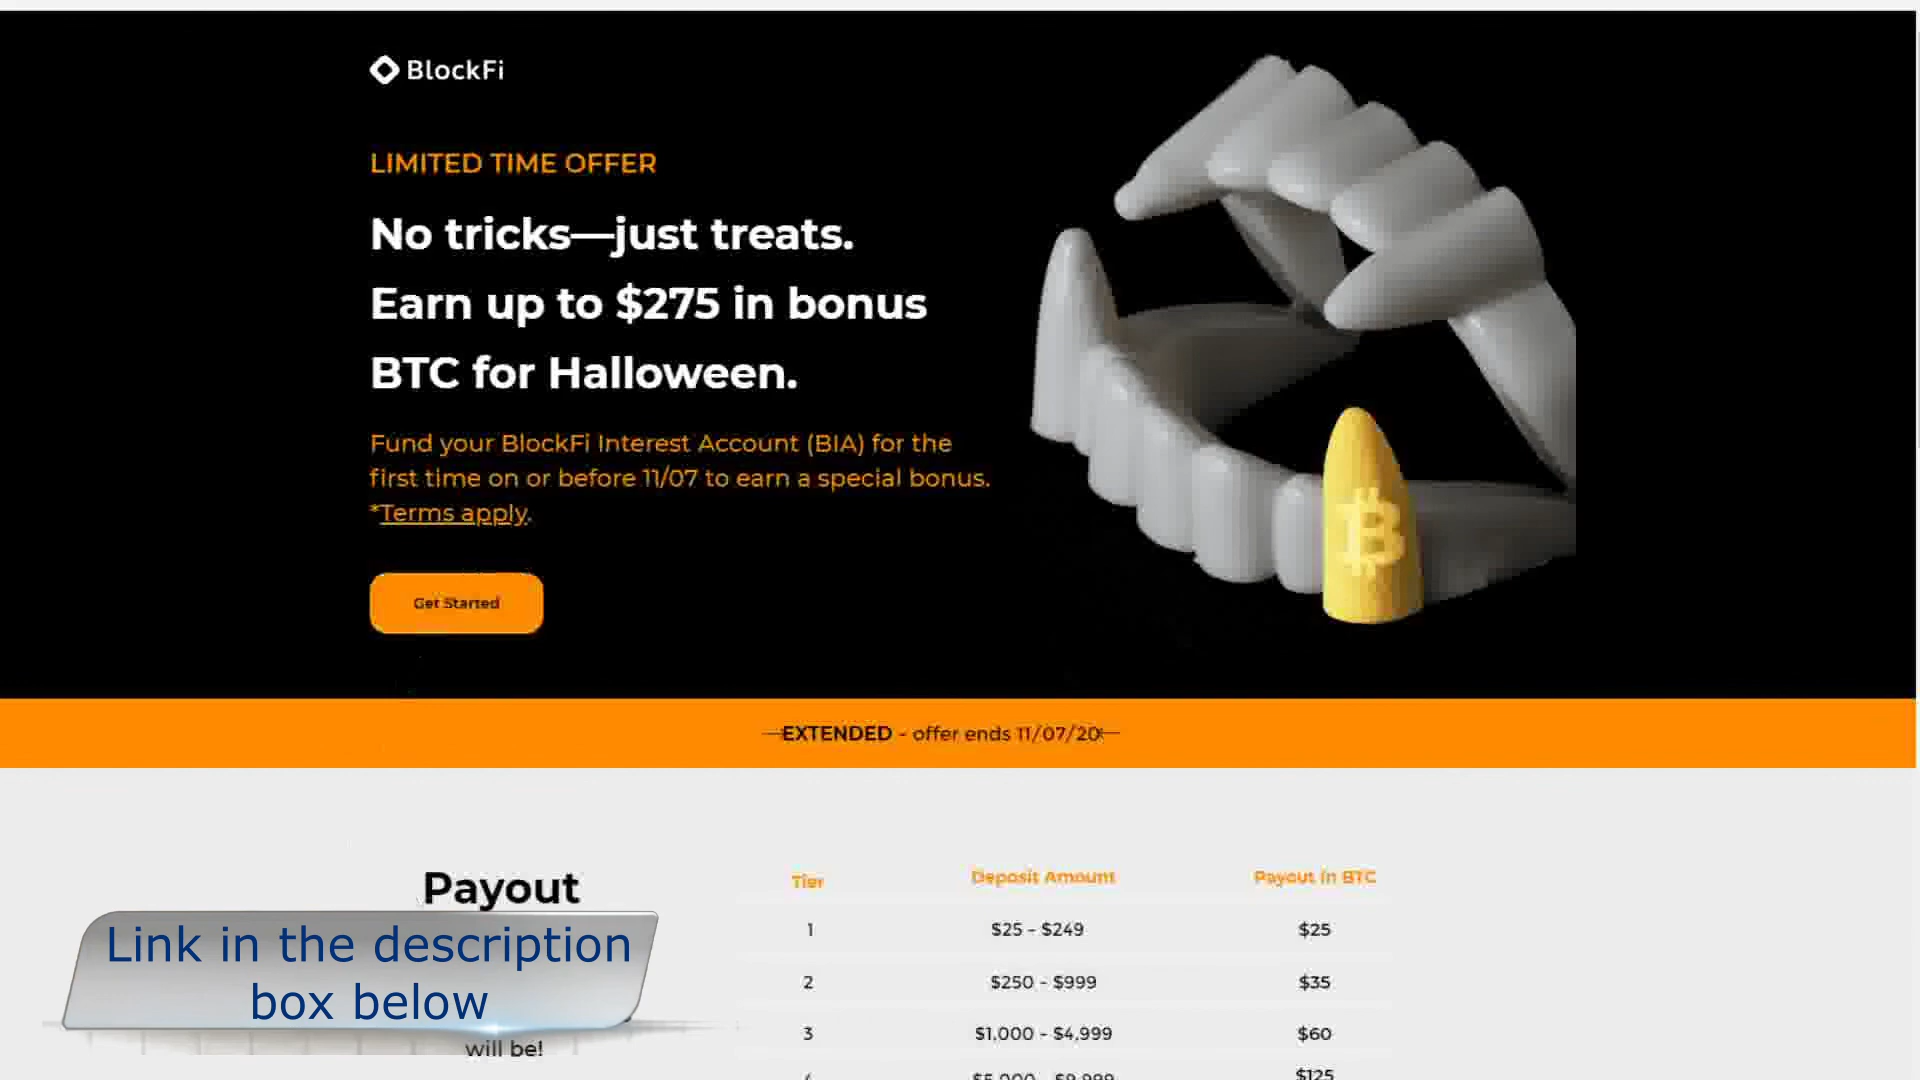 BlockFi
LIMITED TIME OFFER
No tricks—just treats.
Earn up to $275 in bonus
BTC for Halloween.
Fund your BlockFi Interest Account (BIA) for the
first time on or before 11/07 to earn a special bonus.
*Terms apply.
Get Started
EXTENDED - offer ends 11/07/20
Payout
Tier Deposit Amount Payout in BTC
1 $25 - $249 $25
2 $250 - $999 $35
3 $1,000 - $4,999 $60
$5,000 - $9,999 $125
Link in the description
box below
will be!